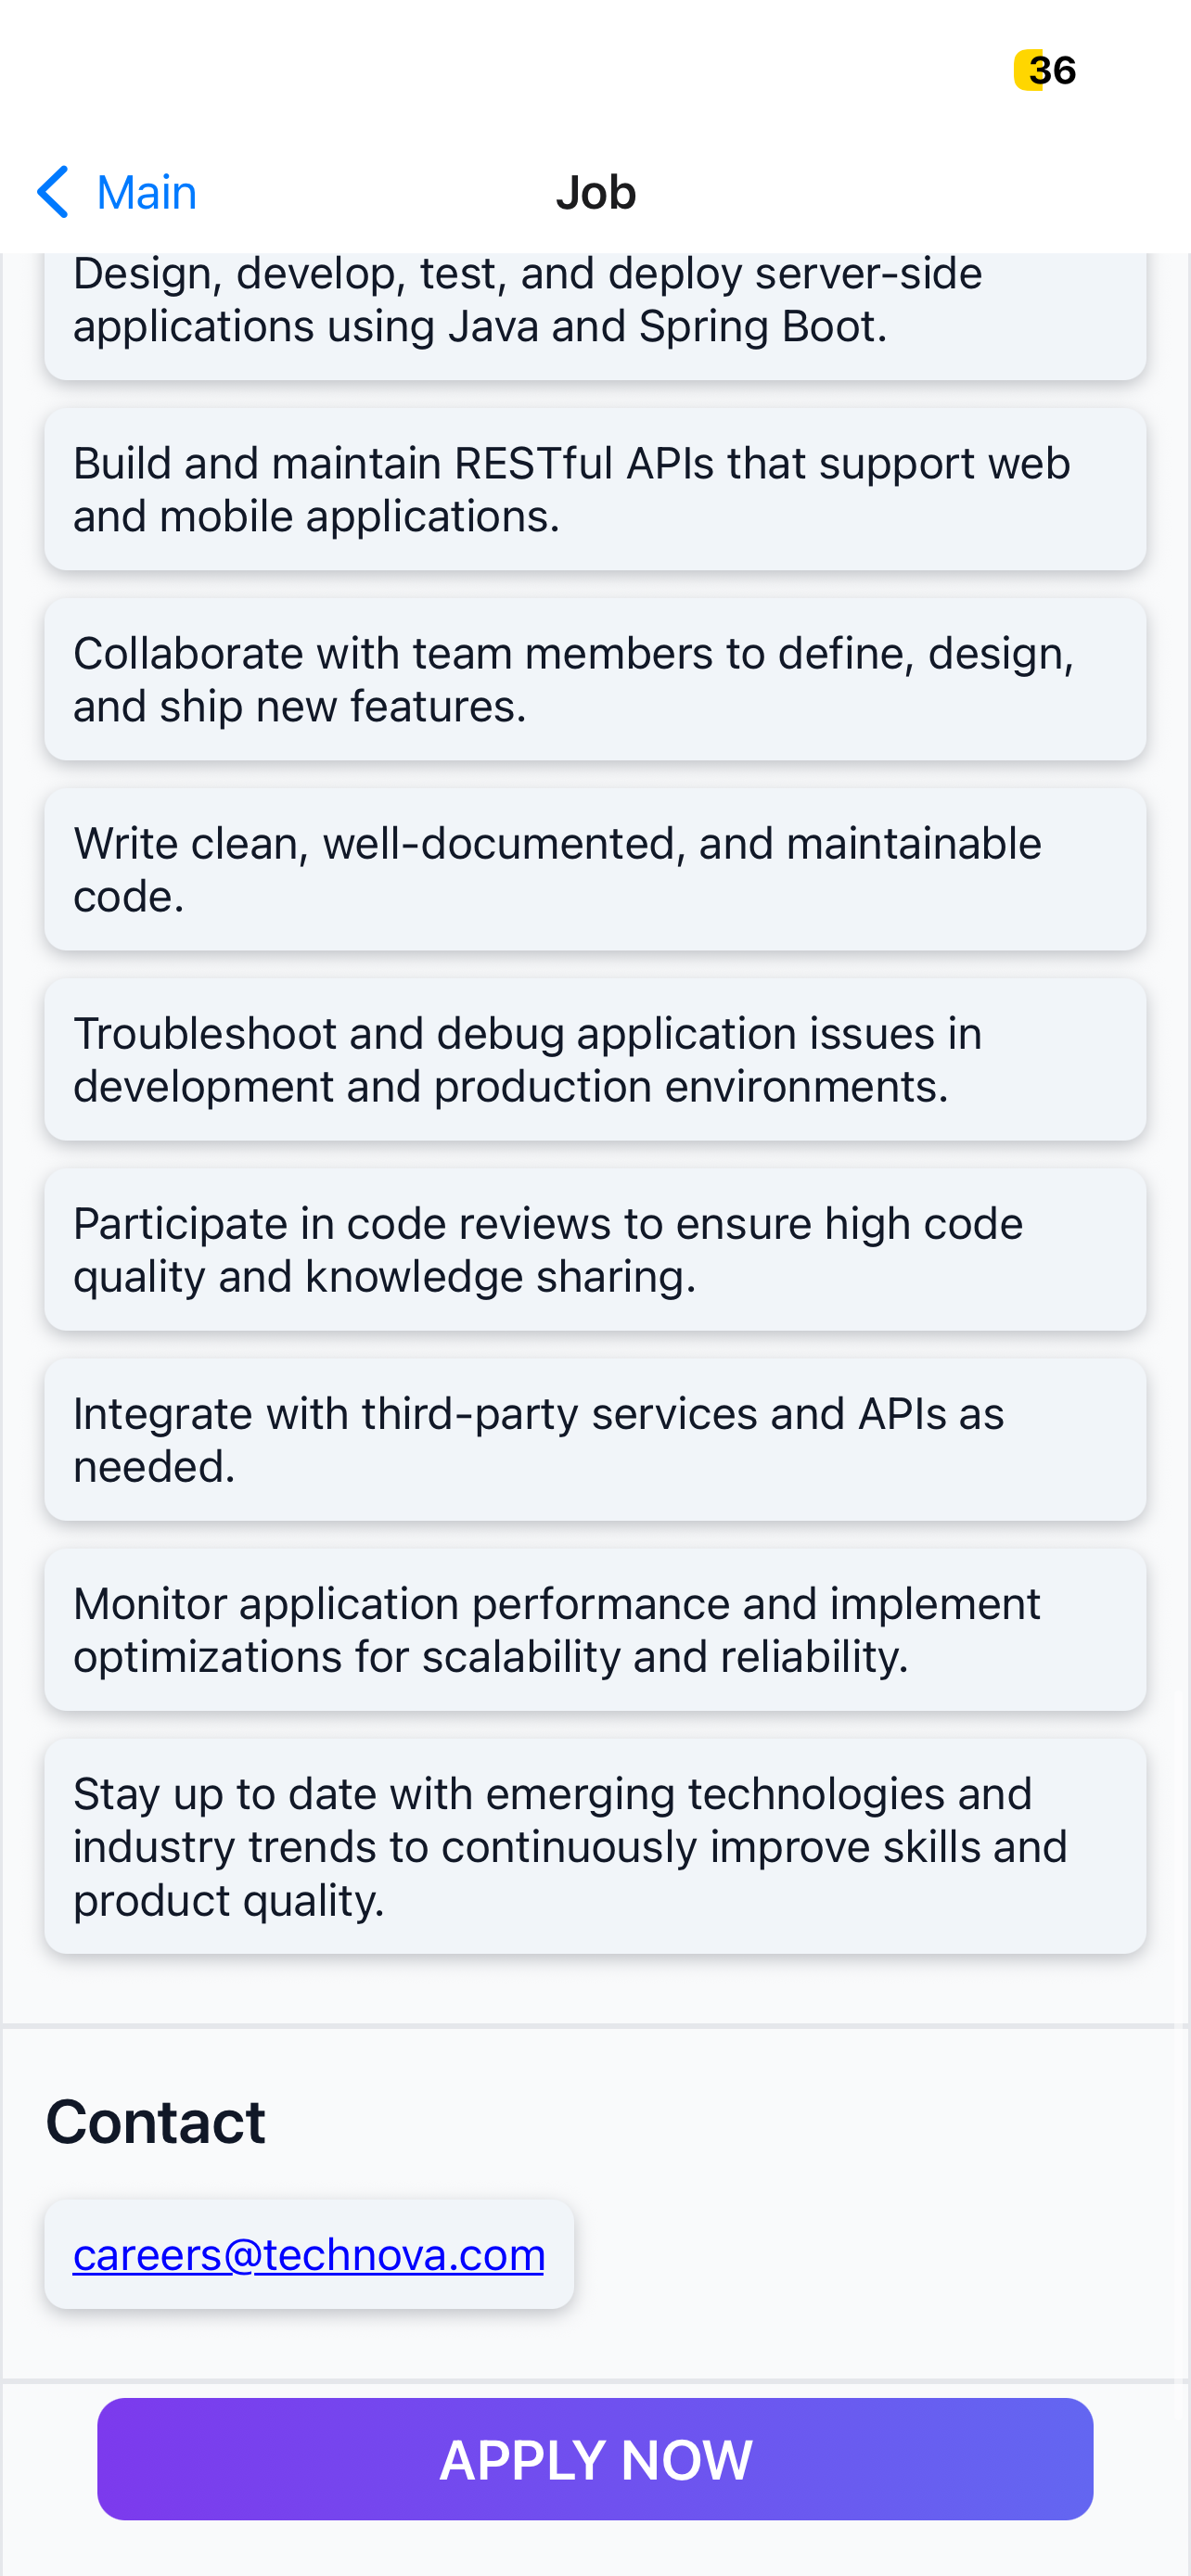 36
Main
Job
Design, develop, test, and deploy server-side
applications using Java and Spring Boot.
Build and maintain RESTful APIs that support web
and mobile applications.
Collaborate with team members to define, design,
and ship new features.
Write clean, well-documented, and maintainable
code.
Troubleshoot and debug application issues in
development and production environments.
Participate in code reviews to ensure high code
quality and knowledge sharing.
Integrate with third-party services and APIs as
needed.
Monitor application performance and implement
optimizations for scalability and reliability.
Stay up to date with emerging technologies and
industry trends to continuously improve skills and
product quality.
Contact
careers@technova.com
APPLY NOW